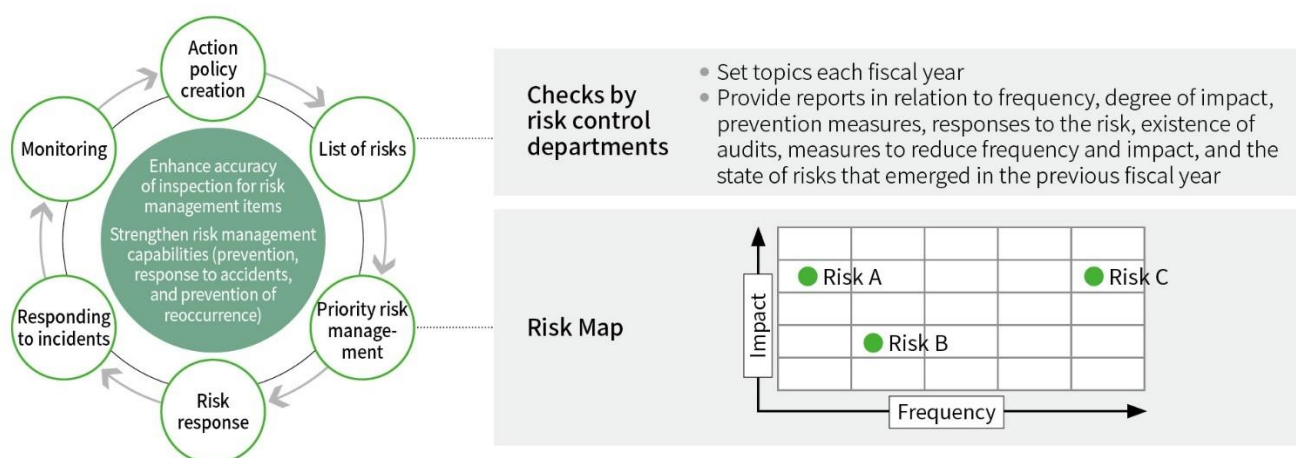 Action
policy
creation
List of risks
Priority risk
manage-
ment
Risk
response
Responding
to incidents
Monitoring
Enhance accuracy
of inspection for risk
management items
Strengthen risk management
capabilities (prevention,
response to accidents,
and prevention of
reoccurrence)
Checks by
risk control
departments
• Set topics each fiscal year
• Provide reports in relation to frequency, degree of impact,
prevention measures, responses to the risk, existence of
audits, measures to reduce frequency and impact, and the
state of risks that emerged in the previous fiscal year
Risk Map
Impact
Risk A
Risk C
Risk B
Frequency